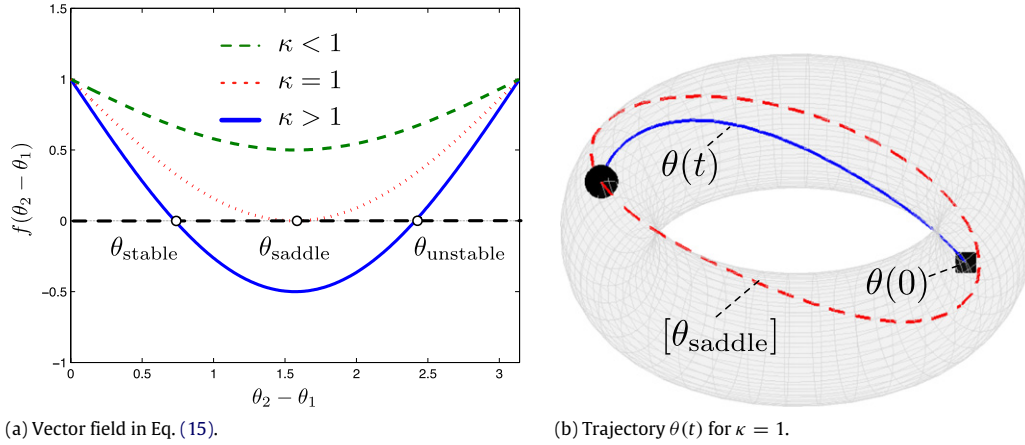 1.5
1
0.5
0
−0.5
−1
f(θ₂ − θ₁)
κ < 1
κ = 1
κ > 1
θstable θsaddle θunstable
0 0.5 1 1.5 2 2.5 3
θ₂ − θ₁
(a) Vector field in Eq. (15).
θ(t)
θ(0)
[θsaddle]
(b) Trajectory θ(t) for κ = 1.